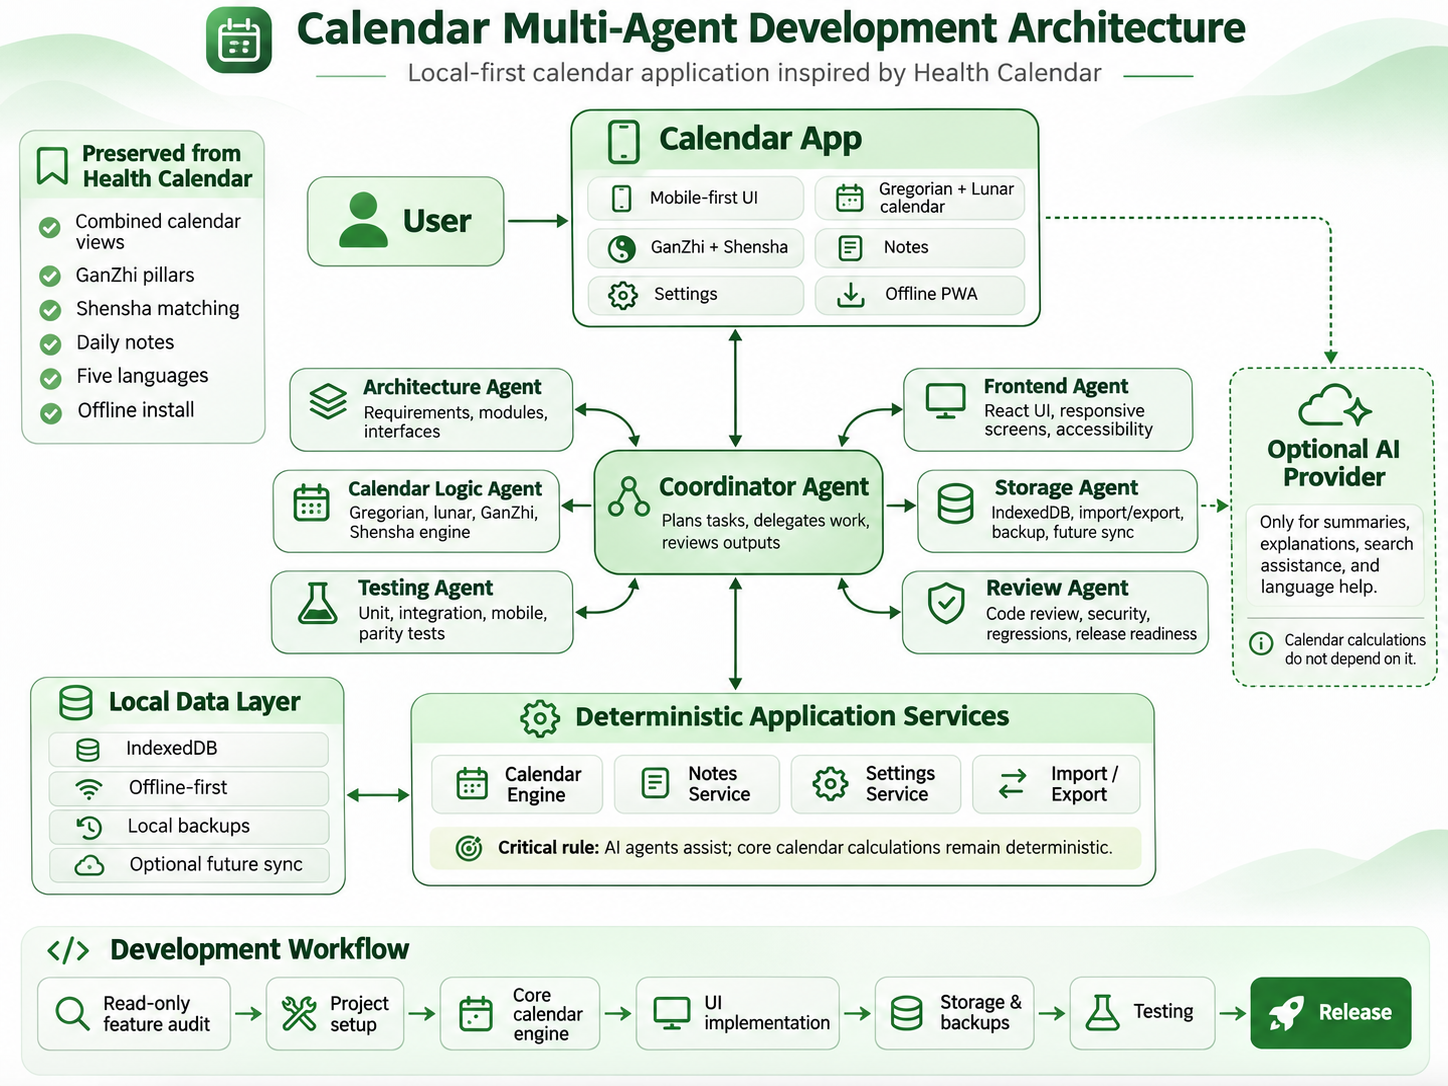 Calendar Multi-Agent Development Architecture
Local-first calendar application inspired by Health Calendar
Preserved from
Health Calendar
Combined calendar
views
GanZhi pillars
Shensha matching
Daily notes
Five languages
Offline install
User
Calendar App
Mobile-first UI
Gregorian + Lunar
calendar
GanZhi + Shensha
Notes
Settings
Offline PWA
Architecture Agent
Requirements, modules,
interfaces
Frontend Agent
React UI, responsive
screens, accessibility
Calendar Logic Agent
Gregorian, lunar, GanZhi,
Shensha engine
Coordinator Agent
Plans tasks, delegates work,
reviews outputs
Storage Agent
IndexedDB, import/export,
backup, future sync
Testing Agent
Unit, integration, mobile,
parity tests
Review Agent
Code review, security,
regressions, release readiness
Optional AI
Provider
Only for summaries,
explanations, search
assistance, and
language help.
Calendar calculations
do not depend on it.
Local Data Layer
IndexedDB
Offline-first
Local backups
Optional future sync
Deterministic Application Services
Calendar
Engine
Notes
Service
Settings
Service
Import /
Export
Critical rule: AI agents assist; core calendar calculations remain deterministic.
</> Development Workflow
Read-only
feature audit
Project
setup
Core
calendar
engine
UI
implementation
Storage &
backups
Testing
Release